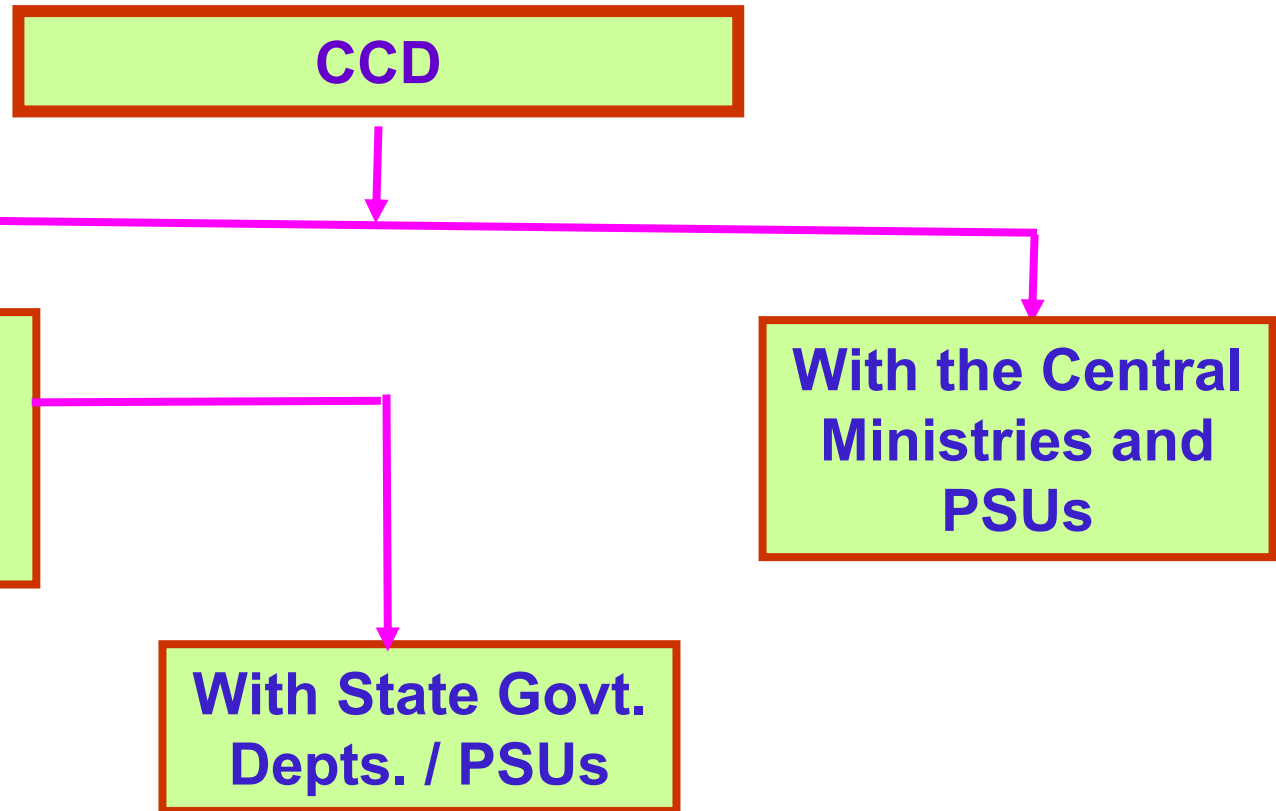 CCD
With the Central
Ministries and
PSUs
With State Govt.
Depts. / PSUs